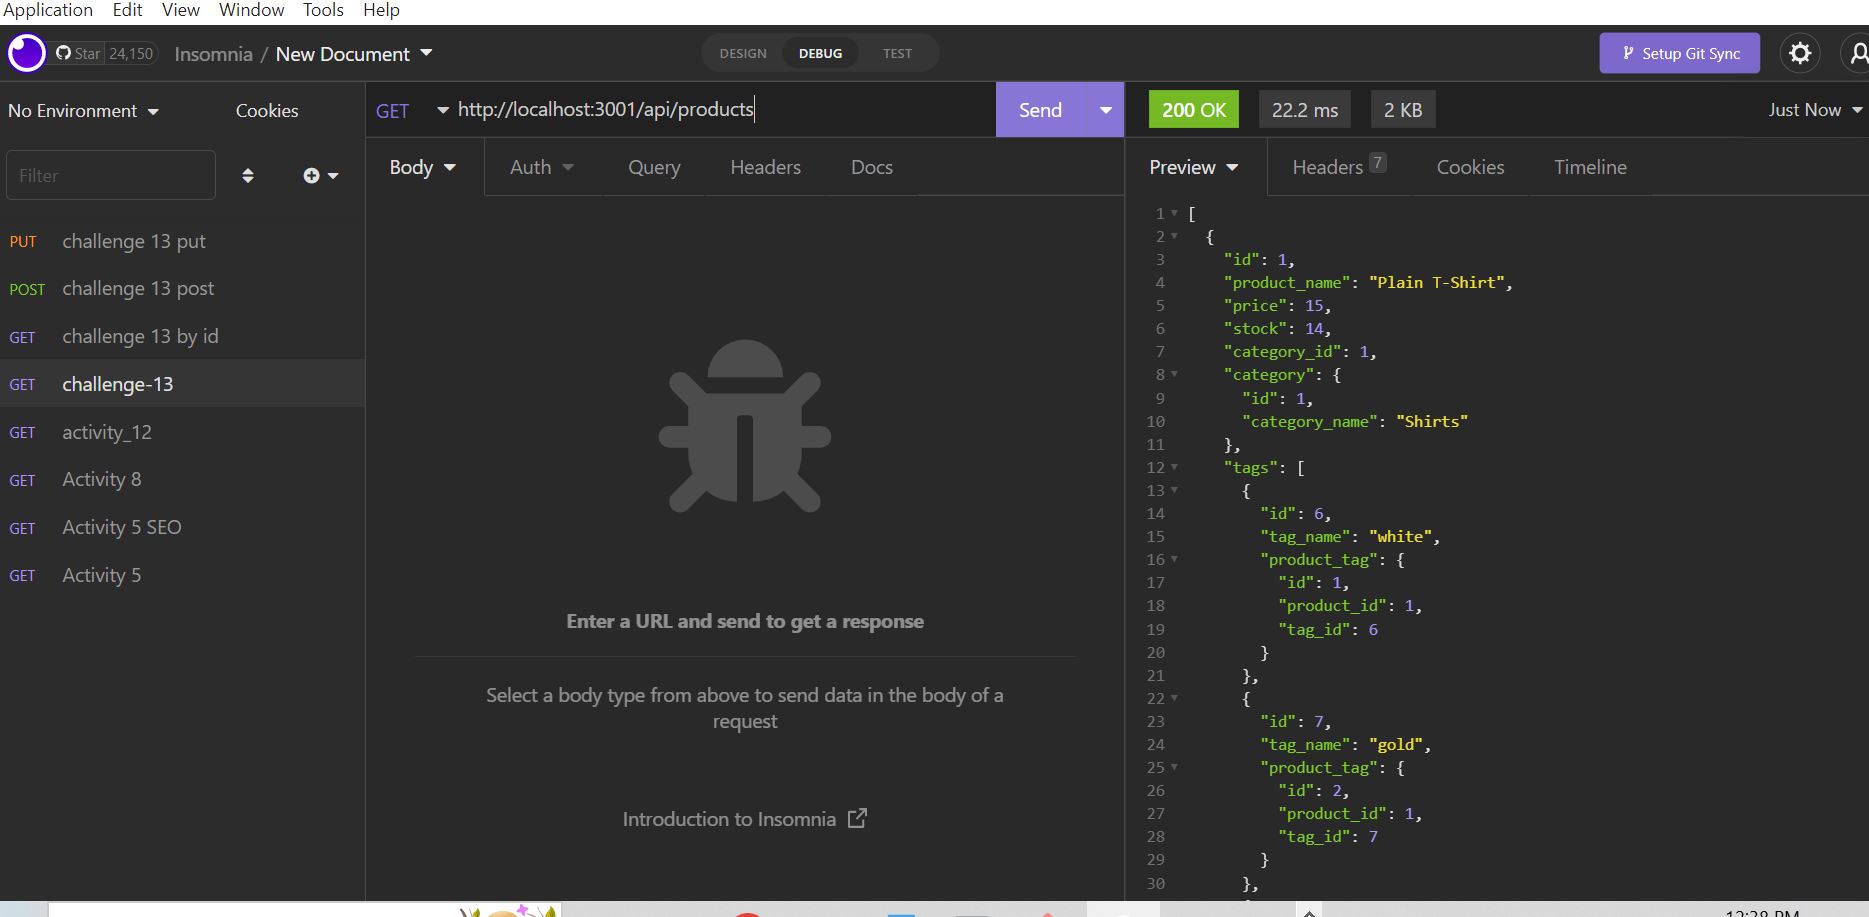 Application Edit View Window Tools Help
Star 24,150 Insomnia / New Document DESIGN DEBUG TEST Setup Git Sync
No Environment Cookies
Filter
PUT challenge 13 put
POST challenge 13 post
GET challenge 13 by id
GET challenge-13
GET activity_12
GET Activity 8
GET Activity 5 SEO
GET Activity 5
GET http://localhost:3001/api/products Send
Body Auth Query Headers Docs
Enter a URL and send to get a response
Select a body type from above to send data in the body of a
request
Introduction to Insomnia
200 OK 22.2 ms 2 KB Just Now
Preview Headers 7 Cookies Timeline
1 [
2 {
3 "id": 1,
4 "product_name": "Plain T-Shirt",
5 "price": 15,
6 "stock": 14,
7 "category_id": 1,
8 "category": {
9 "id": 1,
10 "category_name": "Shirts"
11 },
12 "tags": [
13 {
14 "id": 6,
15 "tag_name": "white",
16 "product_tag": {
17 "id": 1,
18 "product_id": 1,
19 "tag_id": 6
20 }
21 },
22 {
23 "id": 7,
24 "tag_name": "gold",
25 "product_tag": {
26 "id": 2,
27 "product_id": 1,
28 "tag_id": 7
29 }
30 },
12:38 PM